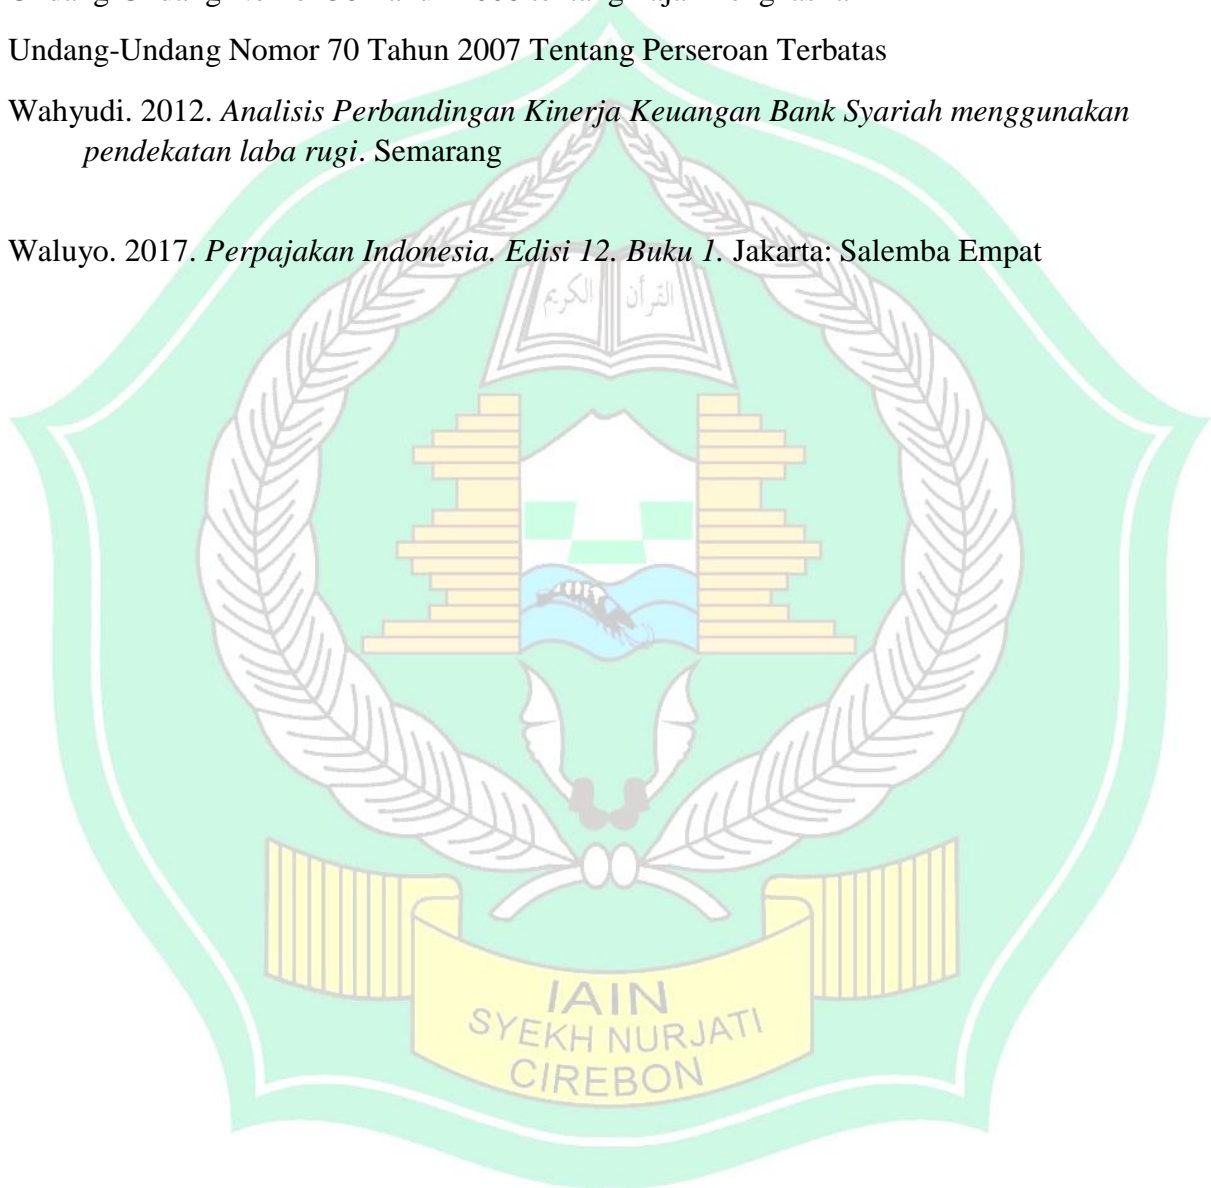 Undang-Undang Nomor 70 Tahun 2007 Tentang Perseroan Terbatas
Wahyudi. 2012. Analisis Perbandingan Kinerja Keuangan Bank Syariah menggunakan
pendekatan laba rugi. Semarang
Waluyo. 2017. Perpajakan Indonesia. Edisi 12. Buku 1. Jakarta: Salemba Empat
القرأن الكريم
IAIN
SYEKH NURJATI
CIREBON